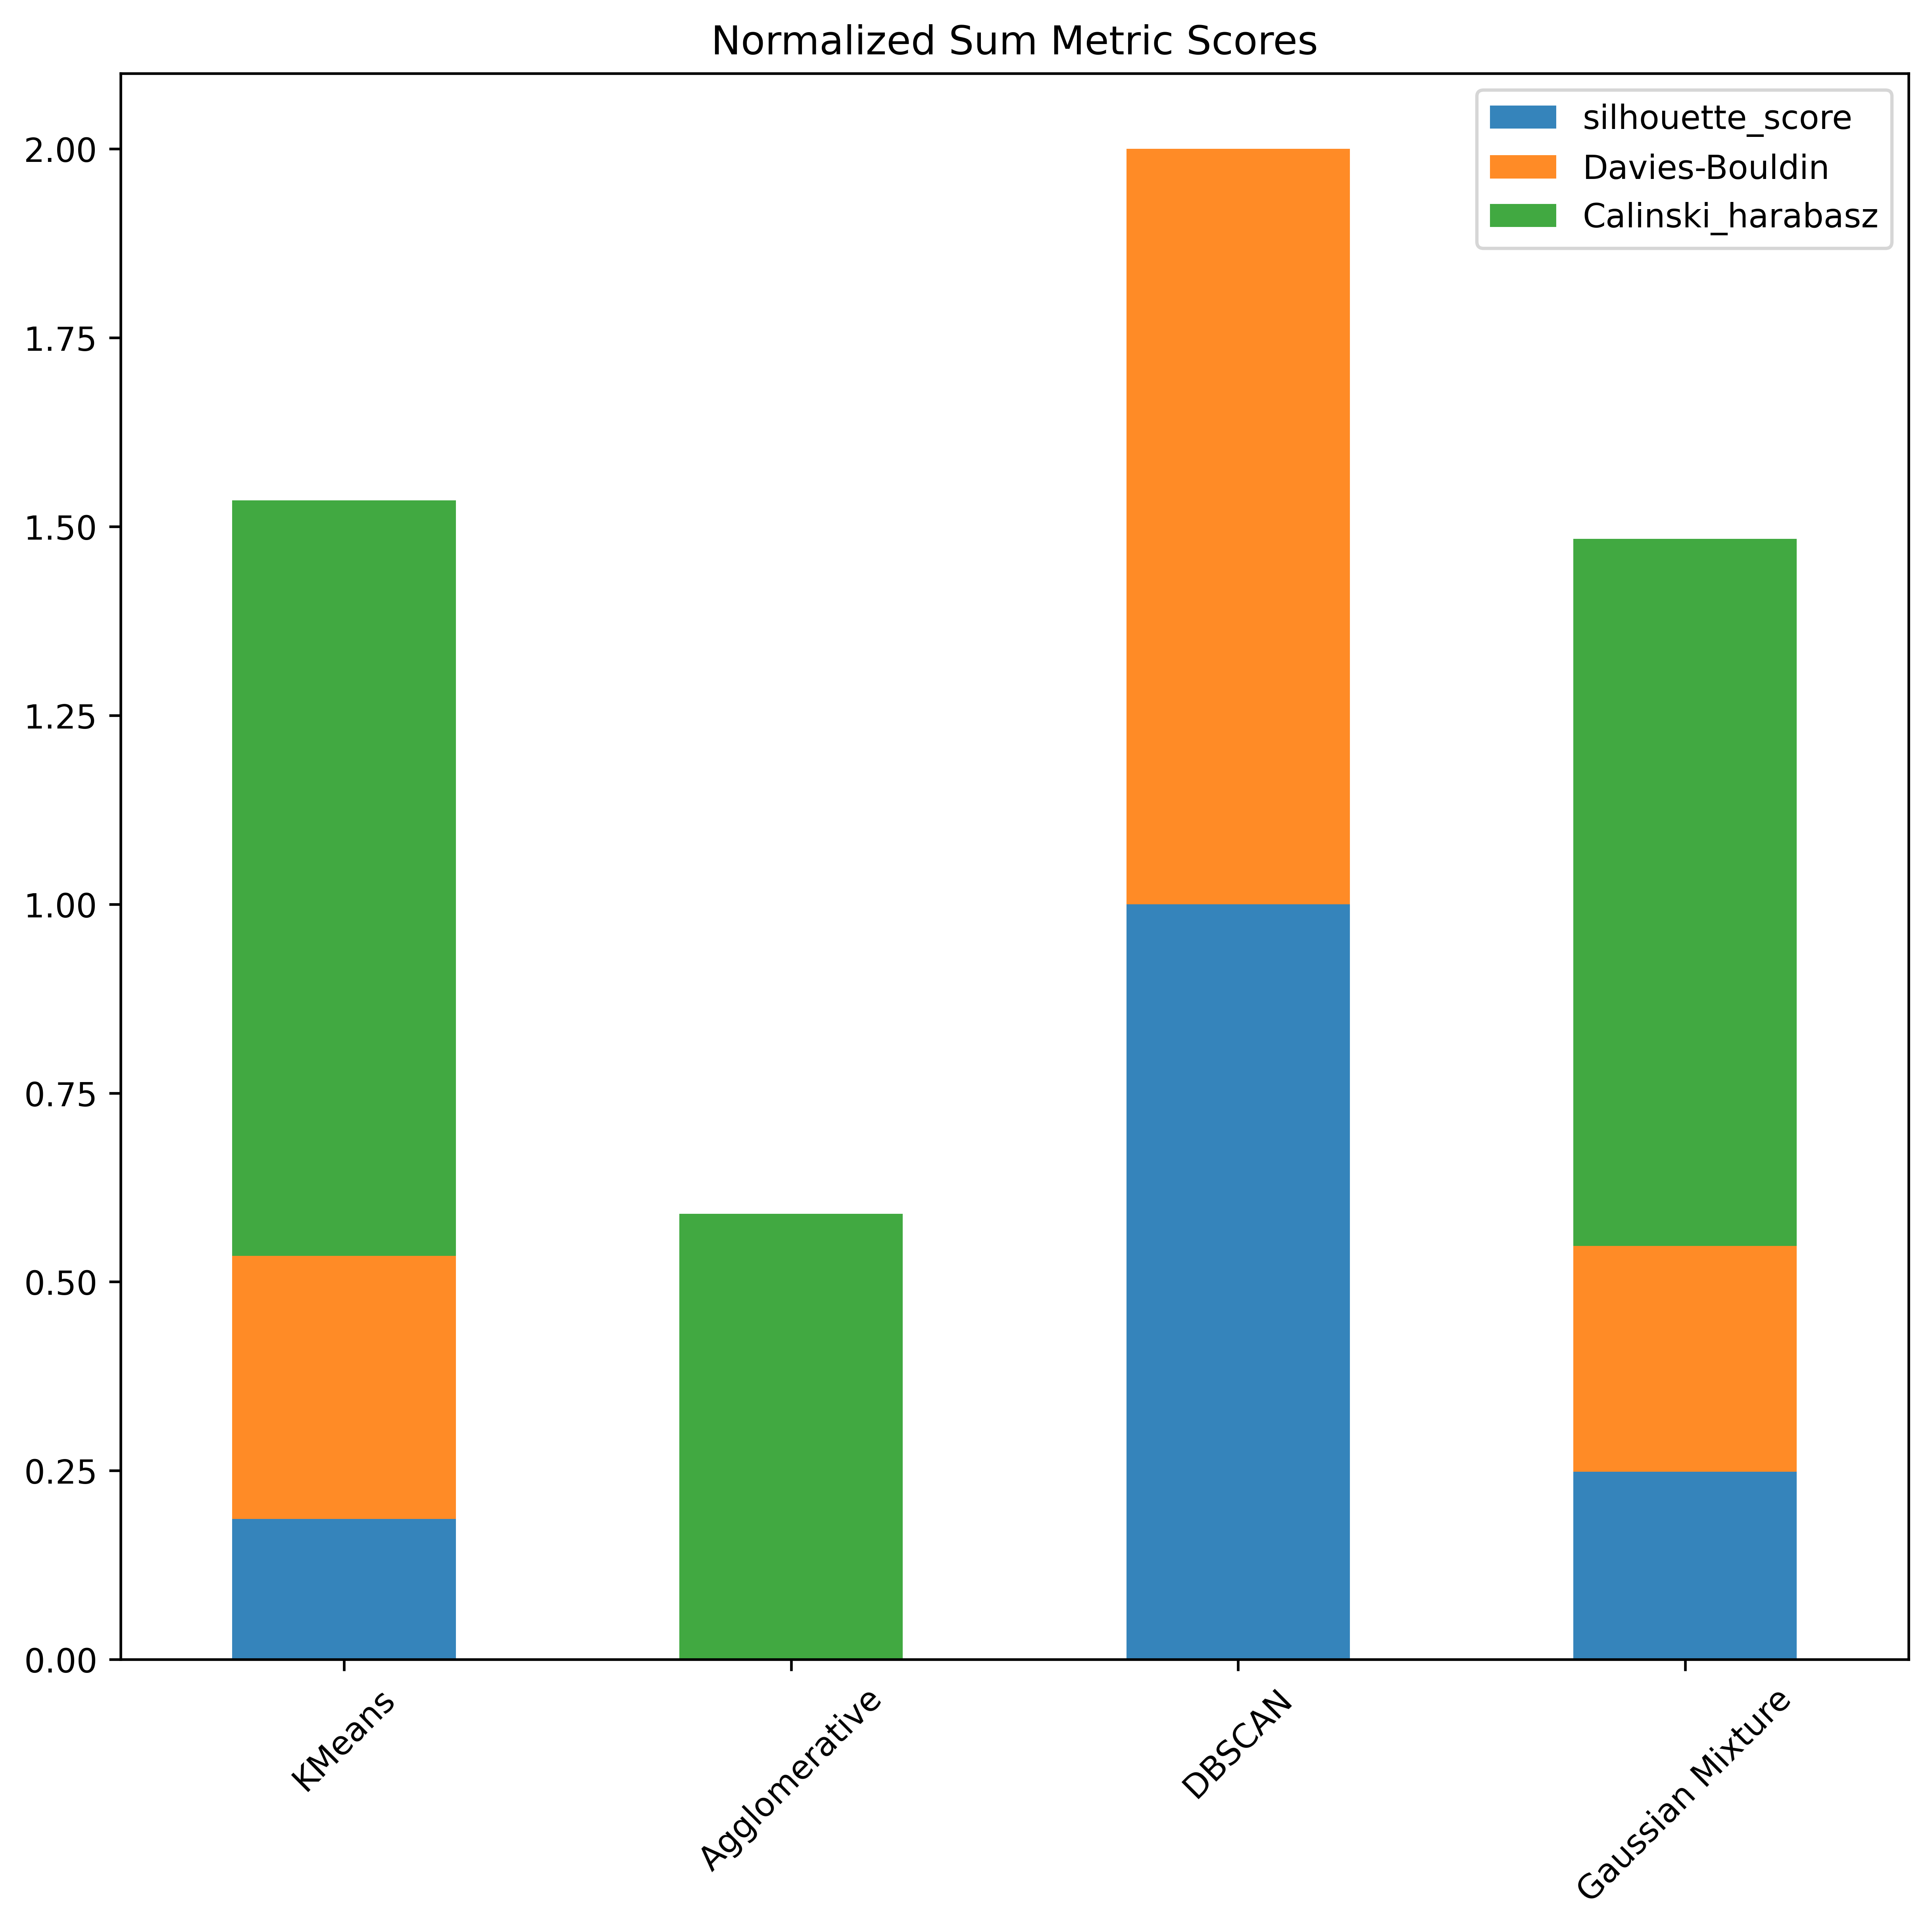 Normalized Sum Metric Scores
silhouette_score
Davies-Bouldin
Calinski_harabasz
2.00
1.75
1.50
1.25
1.00
0.75
0.50
0.25
0.00
KMeans
Agglomerative
DBSCAN
Gaussian Mixture